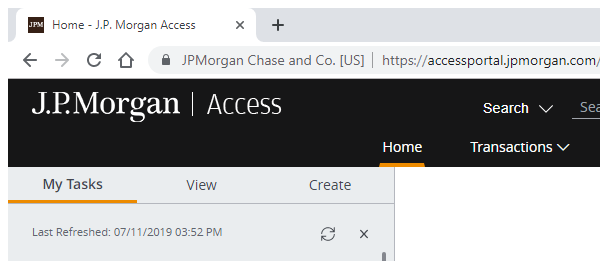 JPM Home - J.P. Morgan Access
JPMorgan Chase and Co. [US] https://accessportal.jpmorgan.com/
J.P.Morgan | Access Search
Home Transactions
My Tasks View Create
Last Refreshed: 07/11/2019 03:52 PM